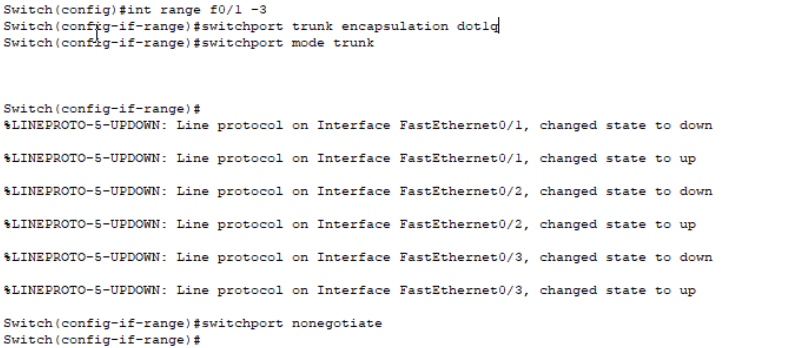 Switch(config)#int range f0/1 -3
Switch(config-if-range)#switchport trunk encapsulation dot1q
Switch(config-if-range)#switchport mode trunk
Switch(config-if-range)#
%LINEPROTO-5-UPDOWN: Line protocol on Interface FastEthernet0/1, changed state to down
%LINEPROTO-5-UPDOWN: Line protocol on Interface FastEthernet0/1, changed state to up
%LINEPROTO-5-UPDOWN: Line protocol on Interface FastEthernet0/2, changed state to down
%LINEPROTO-5-UPDOWN: Line protocol on Interface FastEthernet0/2, changed state to up
%LINEPROTO-5-UPDOWN: Line protocol on Interface FastEthernet0/3, changed state to down
%LINEPROTO-5-UPDOWN: Line protocol on Interface FastEthernet0/3, changed state to up
Switch(config-if-range)#switchport nonegotiate
Switch(config-if-range)#